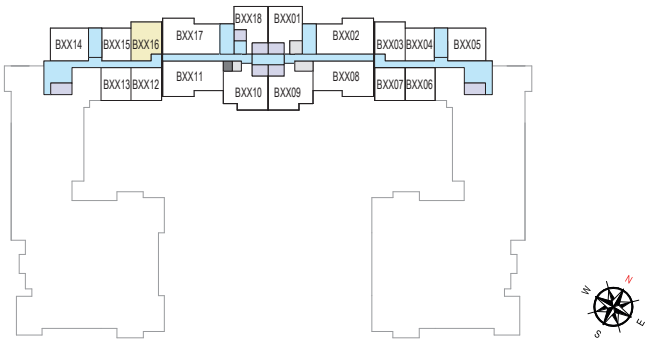 BXX18 BXX01
BXX14 BXX15 BXX16 BXX17 BXX02 BXX03 BXX04 BXX05
BXX13 BXX12 BXX11 BXX10 BXX09 BXX08 BXX07 BXX06
N
W
E
S